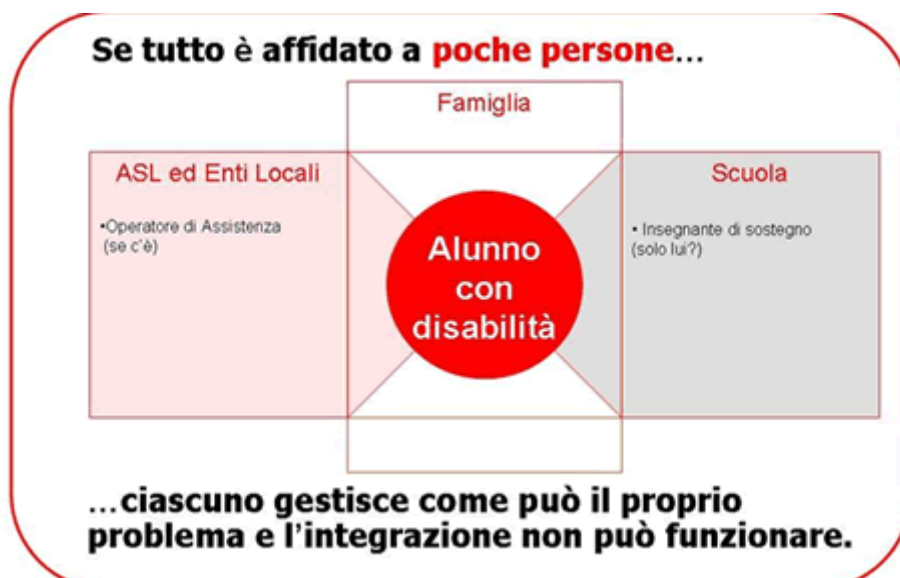 Se tutto è affidato a poche persone...
Famiglia
ASL ed Enti Locali
•Operatore di Assistenza
(se c'è)
Alunno
con
disabilità
Scuola
• Insegnante di sostegno
(solo lui?)
...ciascuno gestisce come può il proprio
problema e l'integrazione non può funzionare.